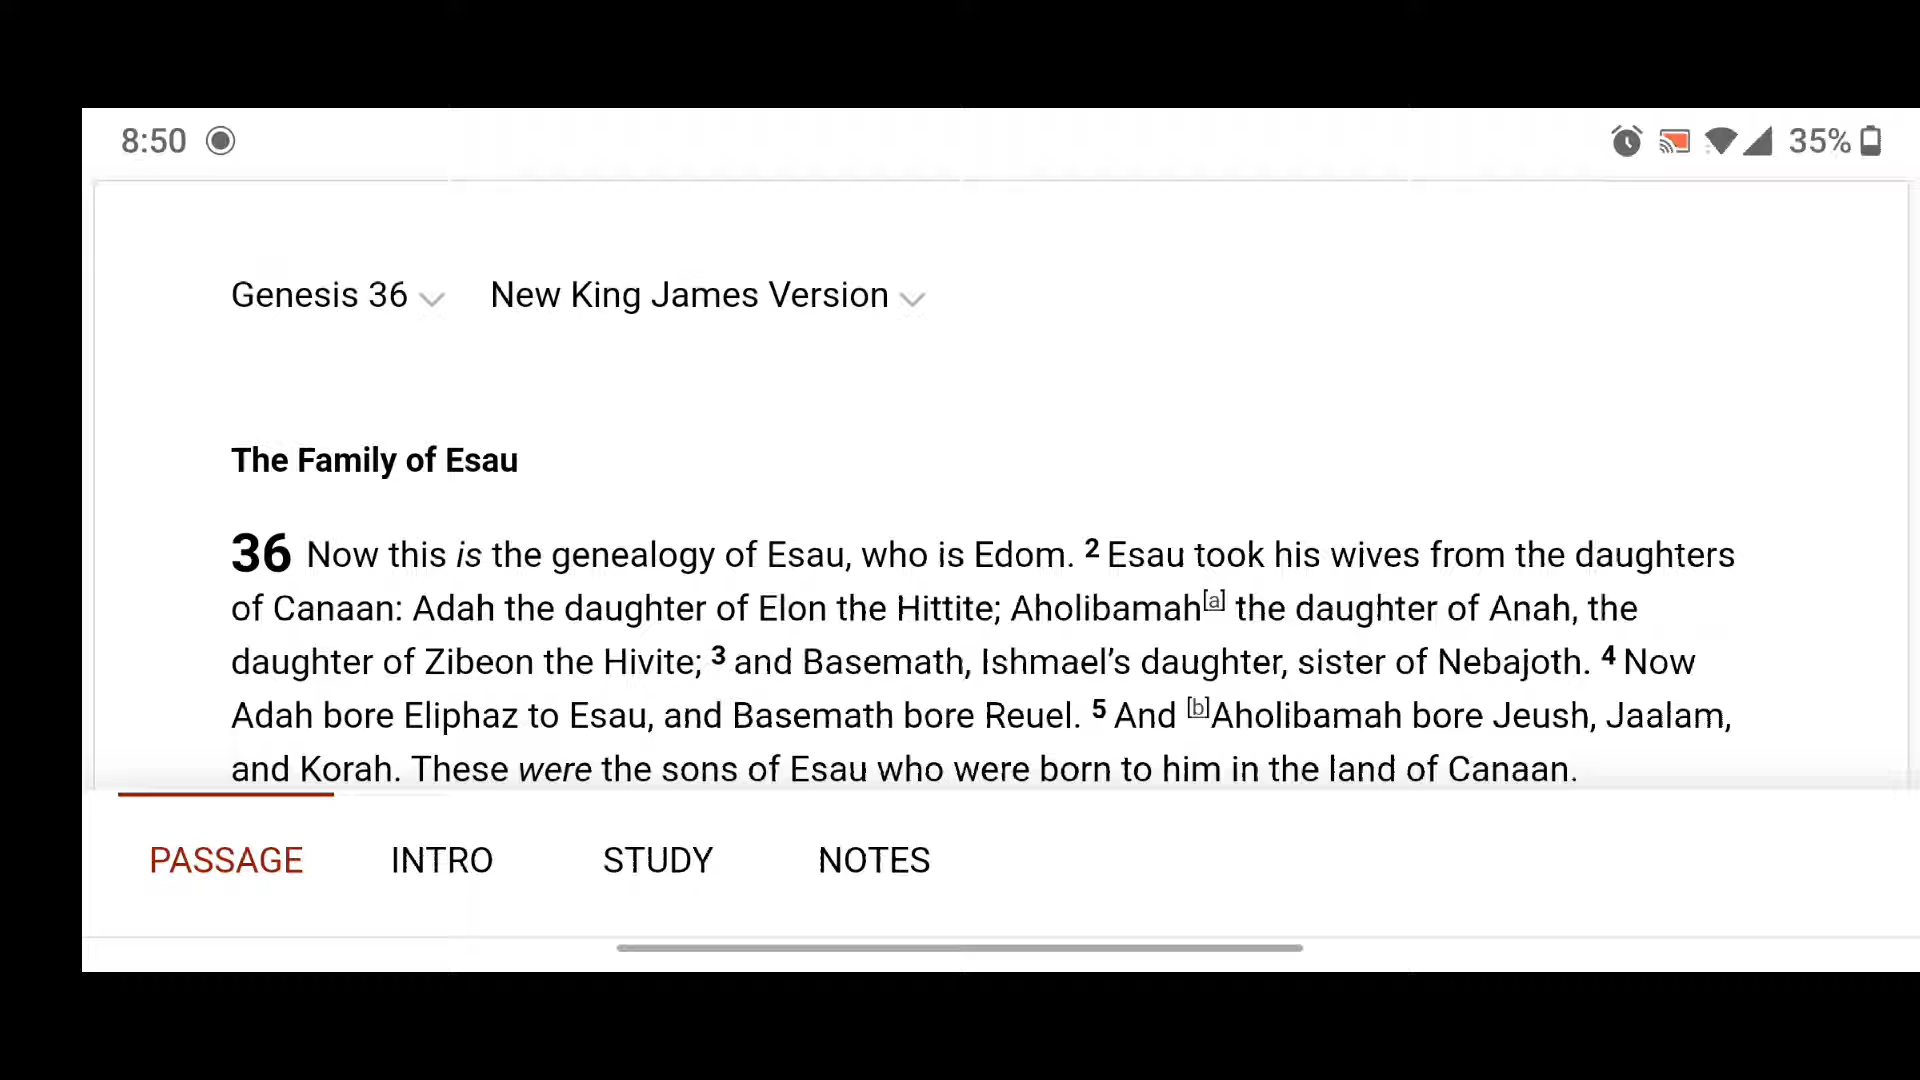 8:50
35%
Genesis 36 New King James Version
The Family of Esau
36 Now this is the genealogy of Esau, who is Edom. 2 Esau took his wives from the daughters
of Canaan: Adah the daughter of Elon the Hittite; Aholibamah[a] the daughter of Anah, the
daughter of Zibeon the Hivite; 3 and Basemath, Ishmael’s daughter, sister of Nebajoth. 4 Now
Adah bore Eliphaz to Esau, and Basemath bore Reuel. 5 And [b]Aholibamah bore Jeush, Jaalam,
and Korah. These were the sons of Esau who were born to him in the land of Canaan.
PASSAGE INTRO STUDY NOTES